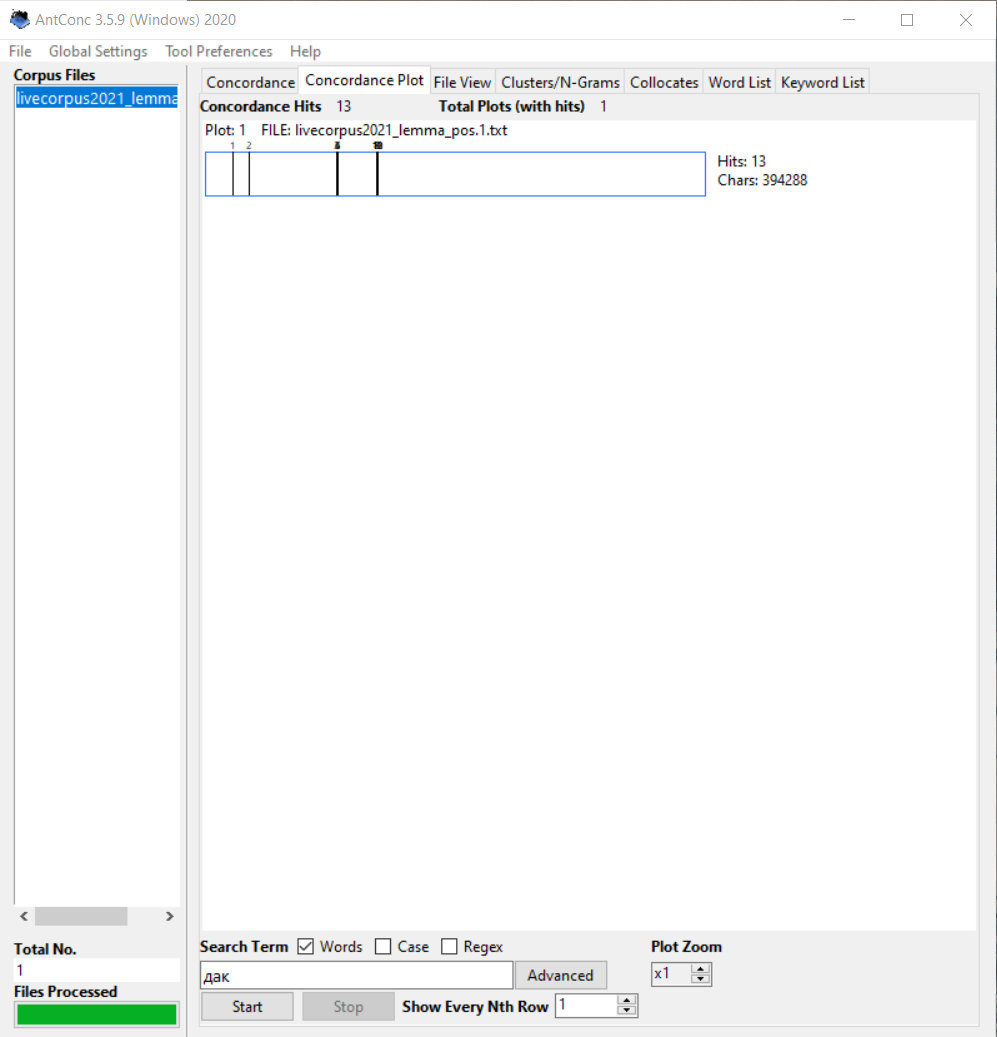 AntConc 3.5.9 (Windows) 2020
File Global Settings Tool Preferences Help
Corpus Files
livecorpus2021_lemma
Total No.
1
Files Processed
Concordance Concordance Plot File View Clusters/N-Grams Collocates Word List Keyword List
Concordance Hits 13 Total Plots (with hits) 1
Plot: 1 FILE: livecorpus2021_lemma_pos.1.txt
1 2
Hits: 13
Chars: 394288
Search Term Words Case Regex Plot Zoom
дак Advanced x1
Start Stop Show Every Nth Row 1